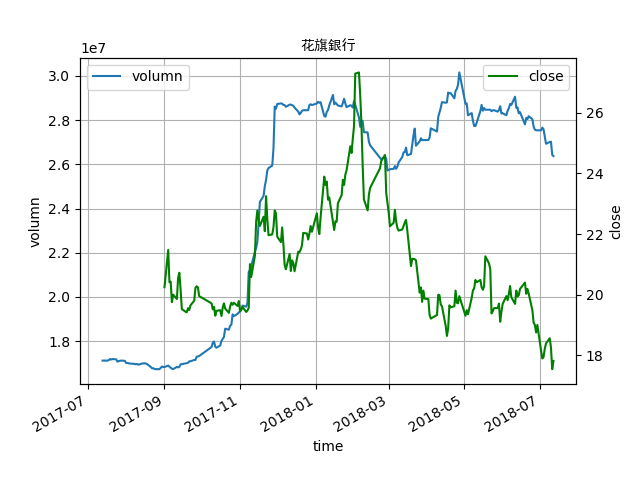 花旗銀行
1e7
volumn
close
3.0
2.8
2.6
2.4
2.2
2.0
1.8
volumn
26
24
22
20
18
close
2017-07
2017-09
2017-11
2018-01
2018-03
2018-05
2018-07
time